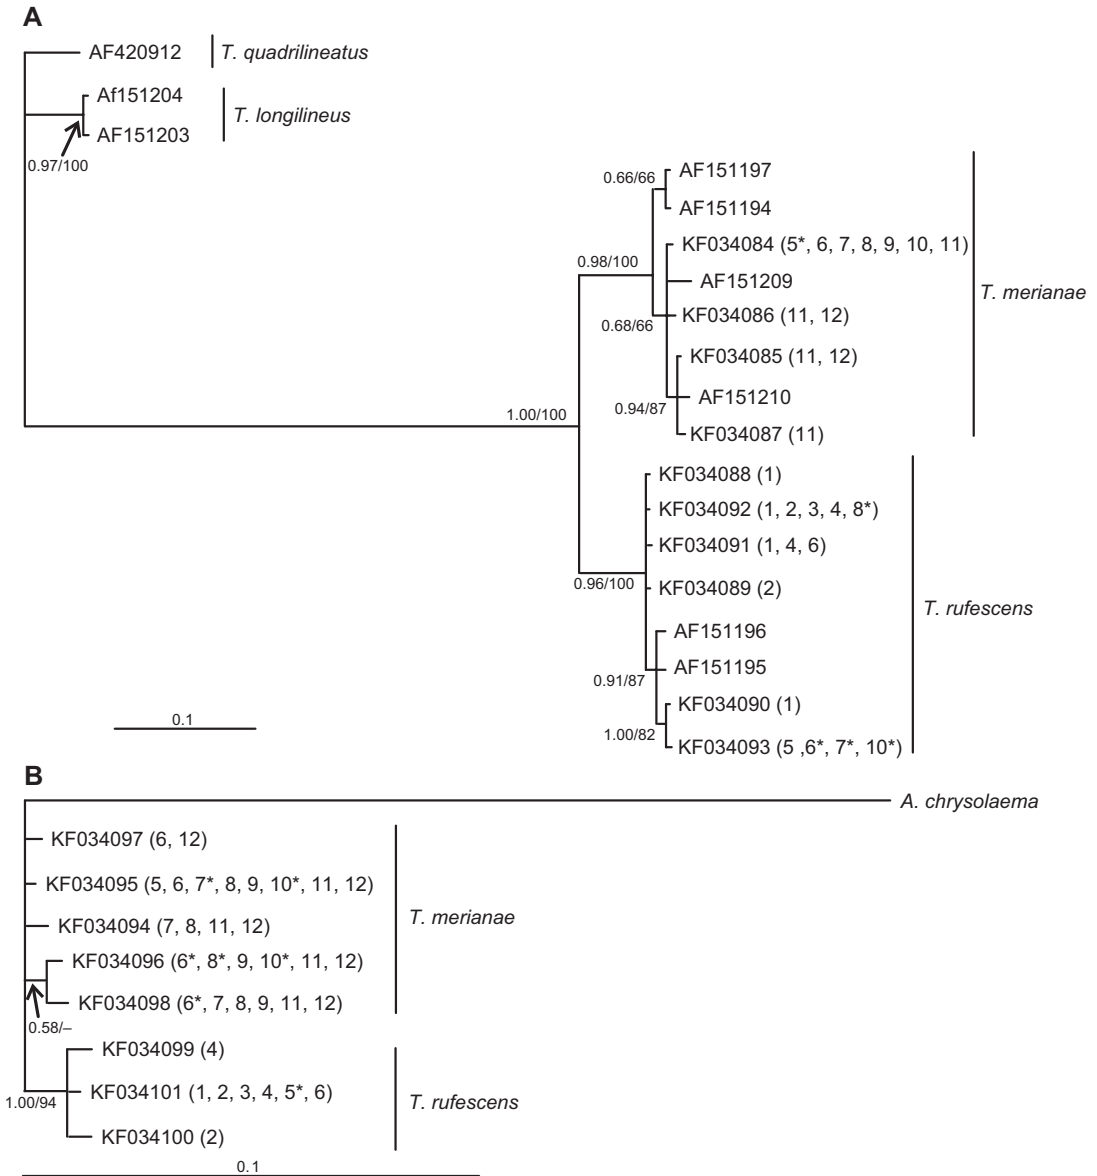 A
AF420912
T. quadrilineatus
Af151204
T. longilineus
AF151203
0.97/100
AF151197
0.66/66
AF151194
KF034084 (5*, 6, 7, 8, 9, 10, 11)
0.98/100
AF151209
T. merianae
KF034086 (11, 12)
0.68/66
KF034085 (11, 12)
AF151210
0.94/87
1.00/100
KF034087 (11)
KF034088 (1)
KF034092 (1, 2, 3, 4, 8*)
KF034091 (1, 4, 6)
0.96/100
KF034089 (2)
T. rufescens
AF151196
AF151195
0.91/87
KF034090 (1)
0.1
1.00/82
KF034093 (5 ,6*, 7*, 10*)
B
A. chrysolaema
KF034097 (6, 12)
KF034095 (5, 6, 7*, 8, 9, 10*, 11, 12)
T. merianae
KF034094 (7, 8, 11, 12)
KF034096 (6*, 8*, 9, 10*, 11, 12)
KF034098 (6*, 7, 8, 9, 11, 12)
0.58/–
KF034099 (4)
KF034101 (1, 2, 3, 4, 5*, 6)
1.00/94
T. rufescens
KF034100 (2)
0.1